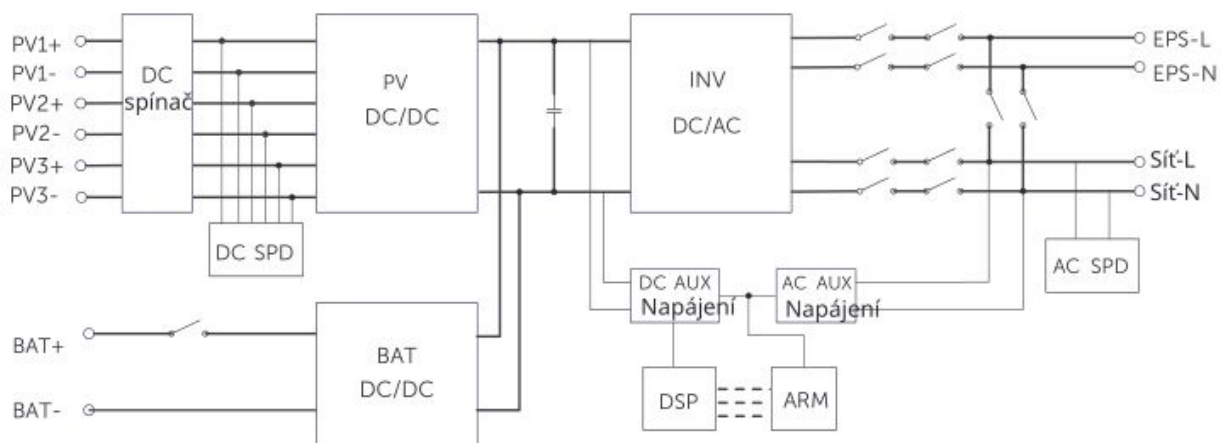 PV1+
PV1-
PV2+
PV2-
PV3+
PV3-
DC
spínač
DC SPD
PV
DC/DC
INV
DC/AC
EPS-L
EPS-N
Síť-L
Síť-N
AC SPD
DC AUX
Napájení
AC AUX
Napájení
BAT+
BAT-
BAT
DC/DC
DSP
ARM